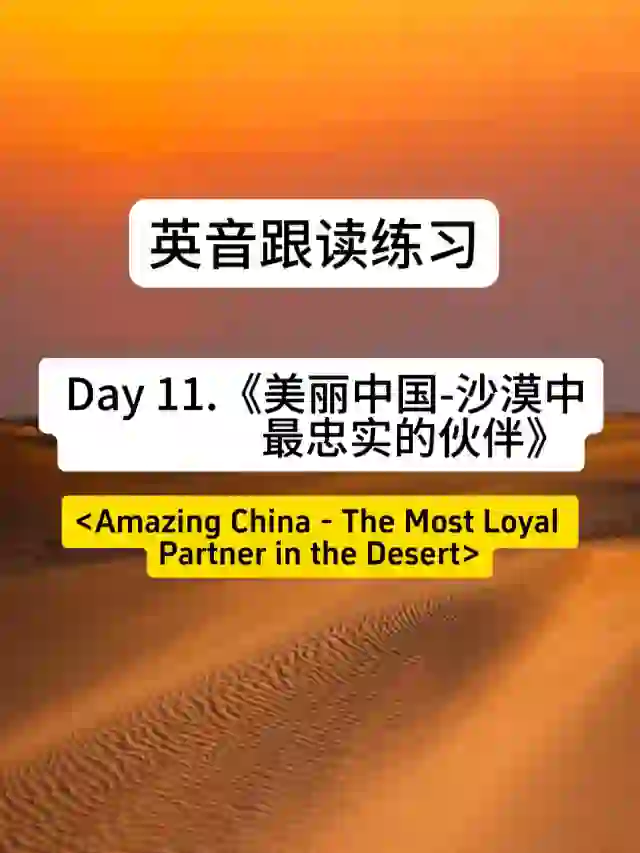 英音跟读练习
Day 11.《美丽中国-沙漠中
最忠实的伙伴》
<Amazing China - The Most Loyal
Partner in the Desert>